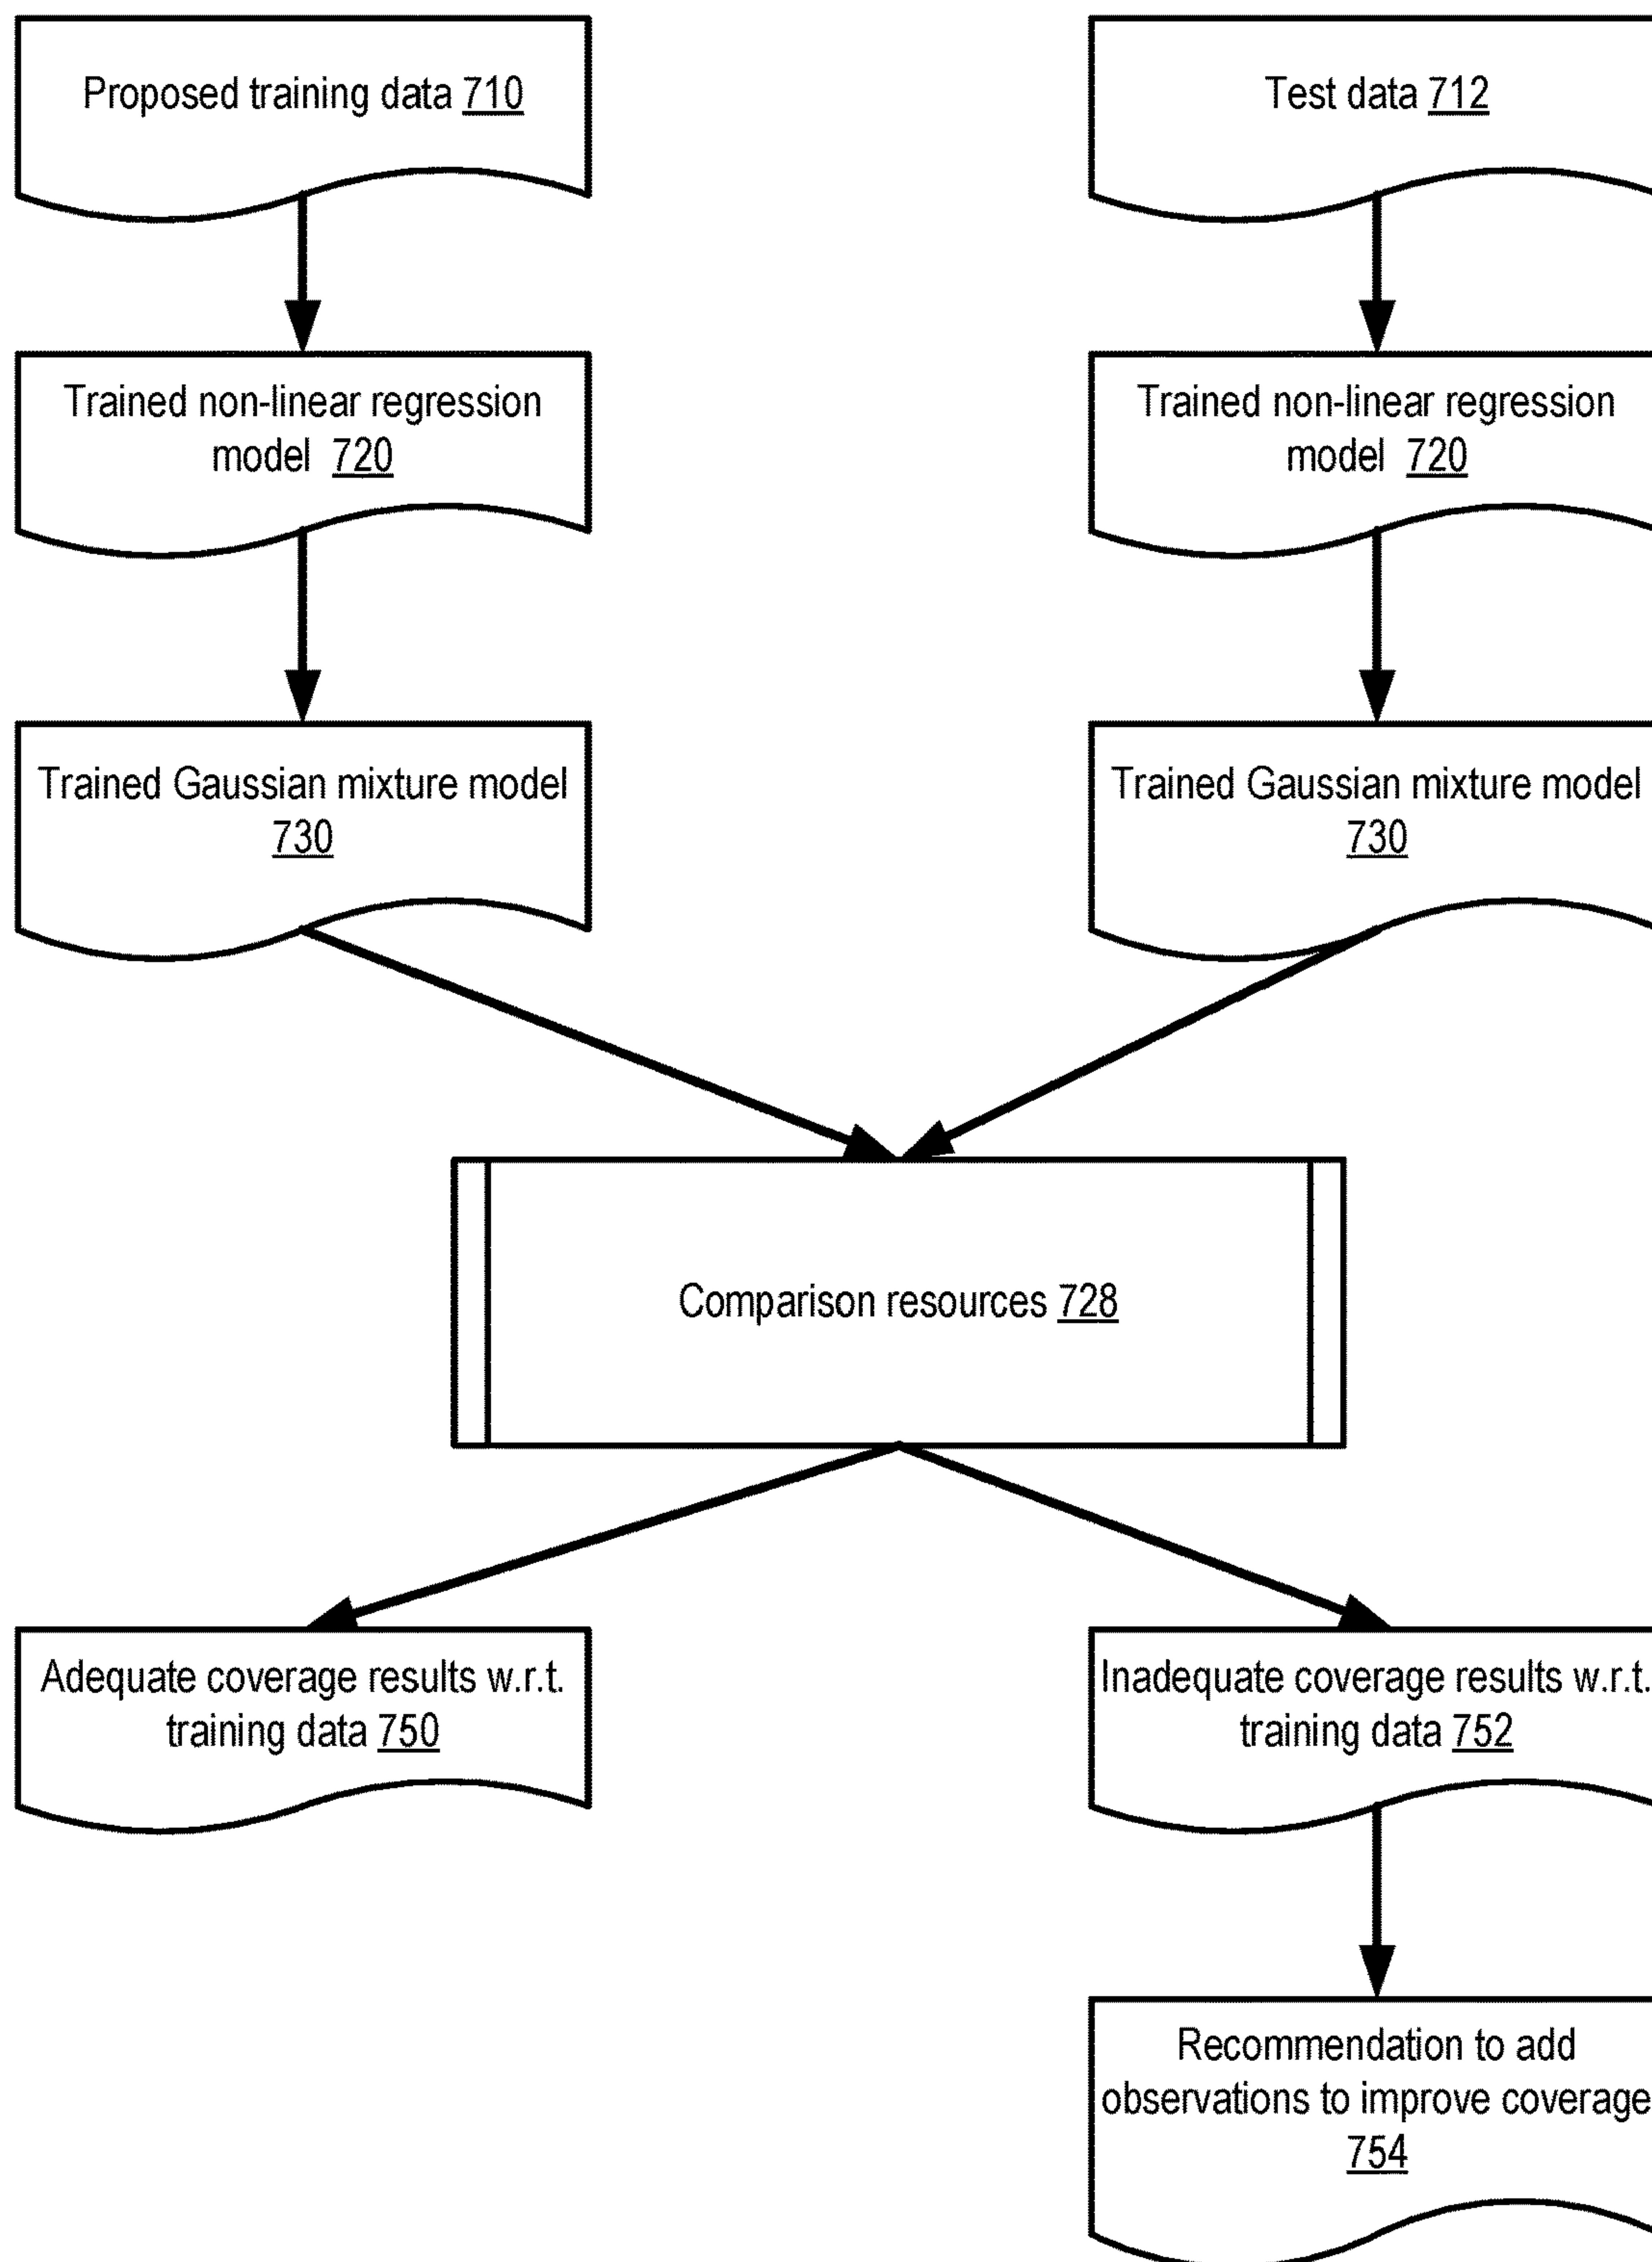 Proposed training data 710
Test data 712
Trained non-linear regression
model 720
Trained non-linear regression
model 720
Trained Gaussian mixture model
730
Trained Gaussian mixture model
730
Comparison resources 728
Adequate coverage results w.r.t.
training data 750
Inadequate coverage results w.r.t.
training data 752
Recommendation to add
observations to improve coverage
754